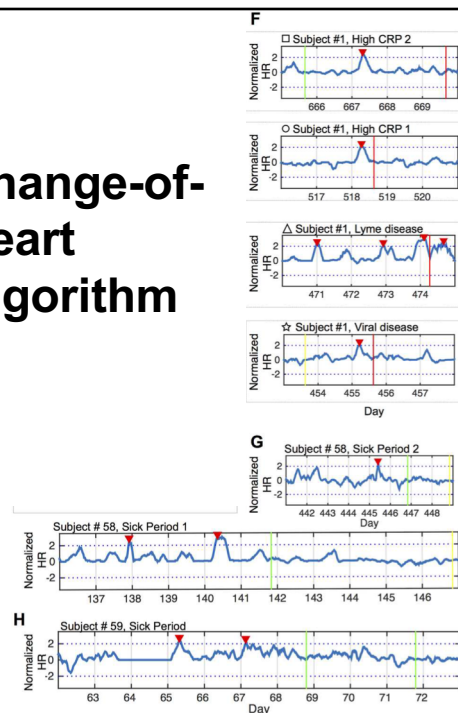 hange-of-
eart
gorithm
F
Subject #1, High CRP 2
Normalized
HR
2
0
-2
666 667 668 669
Subject #1, High CRP 1
Normalized
HR
2
0
-2
517 518 519 520
Subject #1, Lyme disease
Normalized
HR
2
0
-2
471 472 473 474
Subject #1, Viral disease
Normalized
HR
2
0
-2
454 455 456 457
Day
G
Subject # 58, Sick Period 2
Normalized
HR
2
0
-2
442 443 444 445 446 447 448
Day
Subject # 58, Sick Period 1
Normalized
HR
2
0
-2
137 138 139 140 141 142 143 144 145 146
H
Subject # 59, Sick Period
Normalized
HR
2
0
-2
63 64 65 66 67 68 69 70 71 72
Day